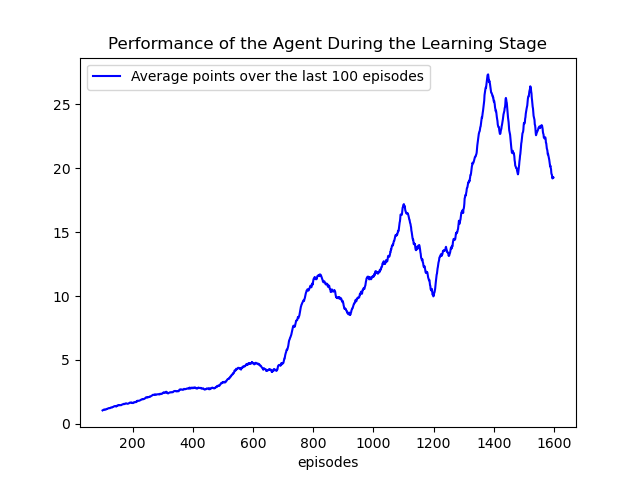 Performance of the Agent During the Learning Stage
Average points over the last 100 episodes
25
20
15
10
5
0
200 400 600 800 1000 1200 1400 1600
episodes